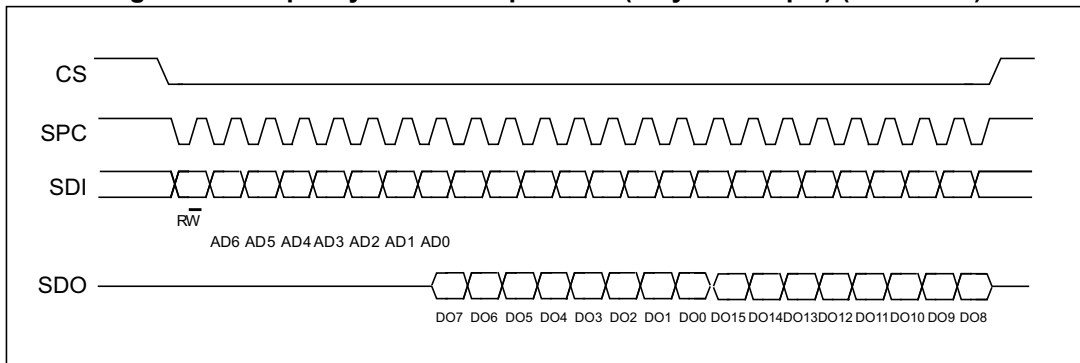 CS
SPC
SDI
RW
AD6 AD5 AD4 AD3 AD2 AD1 AD0
SDO
DO7 DO6 DO5 DO4 DO3 DO2 DO1 DO0 DO15 DO14 DO13 DO12 DO11 DO10 DO9 DO8